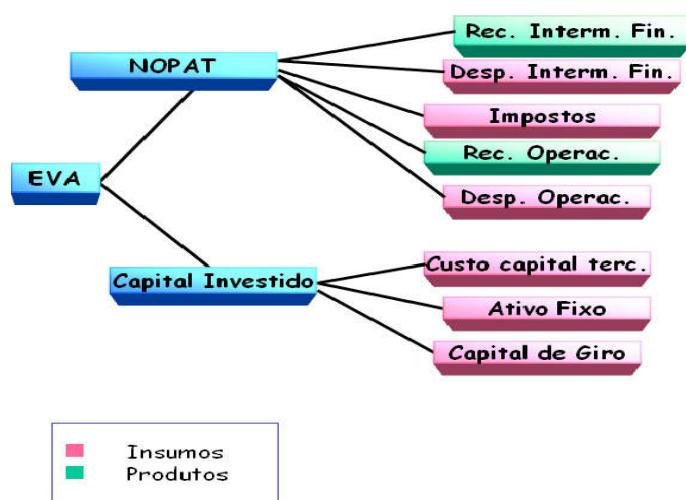 Rec. Interm. Fin.
NOPAT
Desp. Interm. Fin.
Impostos
Rec. Operac.
EVA
Desp. Operac.
Custo capital terc.
Capital Investido
Ativo Fixo
Capital de Giro
Insumos
Produtos